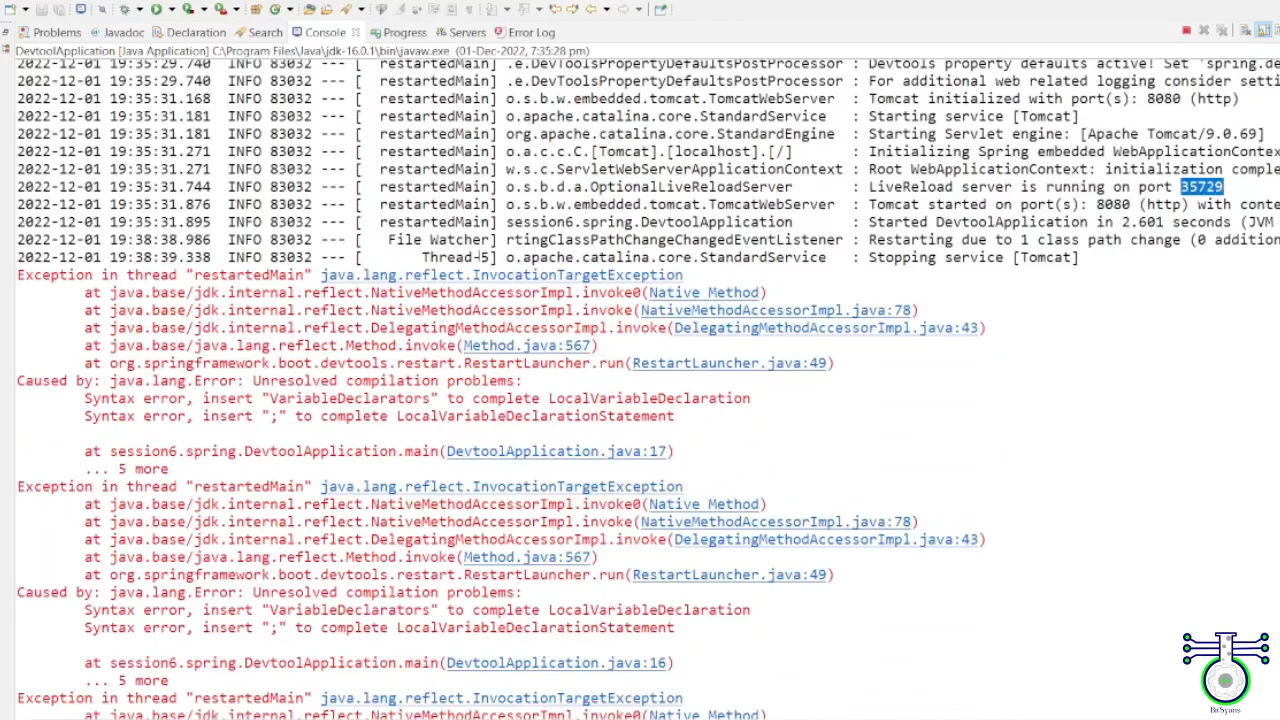 Problems Javadoc Declaration Search Console Progress Servers Error Log
DevtoolApplication [Java Application] C:\Program Files\Java\jdk-16.0.1\bin\javaw.exe (01-Dec-2022, 7:35:28 pm)
2022-12-01 19:35:29.740 INFO 83032 --- [ restartedMain] .e.DevToolsPropertyDefaultsPostProcessor : Devtools property defaults active! Set 'spring.de
2022-12-01 19:35:29.740 INFO 83032 --- [ restartedMain] .e.DevToolsPropertyDefaultsPostProcessor : For additional web related logging consider setti
2022-12-01 19:35:31.168 INFO 83032 --- [ restartedMain] o.s.b.w.embedded.tomcat.TomcatWebServer : Tomcat initialized with port(s): 8080 (http)
2022-12-01 19:35:31.181 INFO 83032 --- [ restartedMain] o.apache.catalina.core.StandardService : Starting service [Tomcat]
2022-12-01 19:35:31.181 INFO 83032 --- [ restartedMain] org.apache.catalina.core.StandardEngine : Starting Servlet engine: [Apache Tomcat/9.0.69]
2022-12-01 19:35:31.271 INFO 83032 --- [ restartedMain] o.a.c.c.C.[Tomcat].[localhost].[/] : Initializing Spring embedded WebApplicationContex
2022-12-01 19:35:31.271 INFO 83032 --- [ restartedMain] w.s.c.ServletWebServerApplicationContext : Root WebApplicationContext: initialization comple
2022-12-01 19:35:31.744 INFO 83032 --- [ restartedMain] o.s.b.d.a.OptionalLiveReloadServer : LiveReload server is running on port 35729
2022-12-01 19:35:31.876 INFO 83032 --- [ restartedMain] o.s.b.w.embedded.tomcat.TomcatWebServer : Tomcat started on port(s): 8080 (http) with conte
2022-12-01 19:35:31.895 INFO 83032 --- [ restartedMain] session6.spring.DevtoolApplication : Started DevtoolApplication in 2.601 seconds (JVM
2022-12-01 19:38:38.986 INFO 83032 --- [ File Watcher] rtingClassPathChangeChangedEventListener : Restarting due to 1 class path change (0 addition
2022-12-01 19:38:39.338 INFO 83032 --- [ Thread-5] o.apache.catalina.core.StandardService : Stopping service [Tomcat]
Exception in thread "restartedMain" java.lang.reflect.InvocationTargetException
at java.base/jdk.internal.reflect.NativeMethodAccessorImpl.invoke0(Native Method)
at java.base/jdk.internal.reflect.NativeMethodAccessorImpl.invoke(NativeMethodAccessorImpl.java:78)
at java.base/jdk.internal.reflect.DelegatingMethodAccessorImpl.invoke(DelegatingMethodAccessorImpl.java:43)
at java.base/java.lang.reflect.Method.invoke(Method.java:567)
at org.springframework.boot.devtools.restart.RestartLauncher.run(RestartLauncher.java:49)
Caused by: java.lang.Error: Unresolved compilation problems:
Syntax error, insert "VariableDeclarators" to complete LocalVariableDeclaration
Syntax error, insert ";" to complete LocalVariableDeclarationStatement
at session6.spring.DevtoolApplication.main(DevtoolApplication.java:17)
... 5 more
Exception in thread "restartedMain" java.lang.reflect.InvocationTargetException
at java.base/jdk.internal.reflect.NativeMethodAccessorImpl.invoke0(Native Method)
at java.base/jdk.internal.reflect.NativeMethodAccessorImpl.invoke(NativeMethodAccessorImpl.java:78)
at java.base/jdk.internal.reflect.DelegatingMethodAccessorImpl.invoke(DelegatingMethodAccessorImpl.java:43)
at java.base/java.lang.reflect.Method.invoke(Method.java:567)
at org.springframework.boot.devtools.restart.RestartLauncher.run(RestartLauncher.java:49)
Caused by: java.lang.Error: Unresolved compilation problems:
Syntax error, insert "VariableDeclarators" to complete LocalVariableDeclaration
Syntax error, insert ";" to complete LocalVariableDeclarationStatement
at session6.spring.DevtoolApplication.main(DevtoolApplication.java:16)
... 5 more
Exception in thread "restartedMain" java.lang.reflect.InvocationTargetException
at java.base/jdk.internal.reflect.NativeMethodAccessorImpl.invoke0(Native Method)
BitSyans